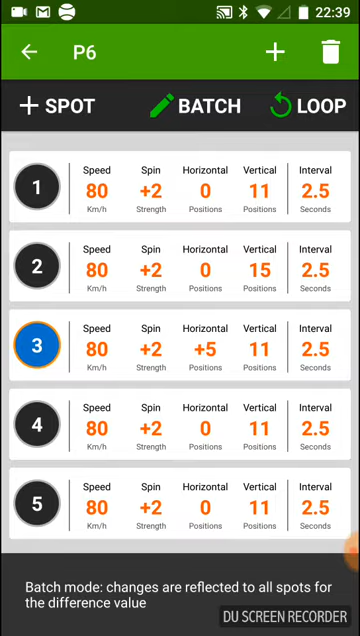 22:39
P6
SPOT BATCH LOOP
1 Speed 80 Km/h Spin +2 Strength Horizontal 0 Positions Vertical 11 Positions Interval 2.5 Seconds
2 Speed 80 Km/h Spin +2 Strength Horizontal 0 Positions Vertical 15 Positions Interval 2.5 Seconds
3 Speed 80 Km/h Spin +2 Strength Horizontal +5 Positions Vertical 11 Positions Interval 2.5 Seconds
4 Speed 80 Km/h Spin +2 Strength Horizontal 0 Positions Vertical 11 Positions Interval 2.5 Seconds
5 Speed 80 Km/h Spin +2 Strength Horizontal 0 Positions Vertical 11 Positions Interval 2.5 Seconds
Batch mode: changes are reflected to all spots for
the difference value
DU SCREEN RECORDER